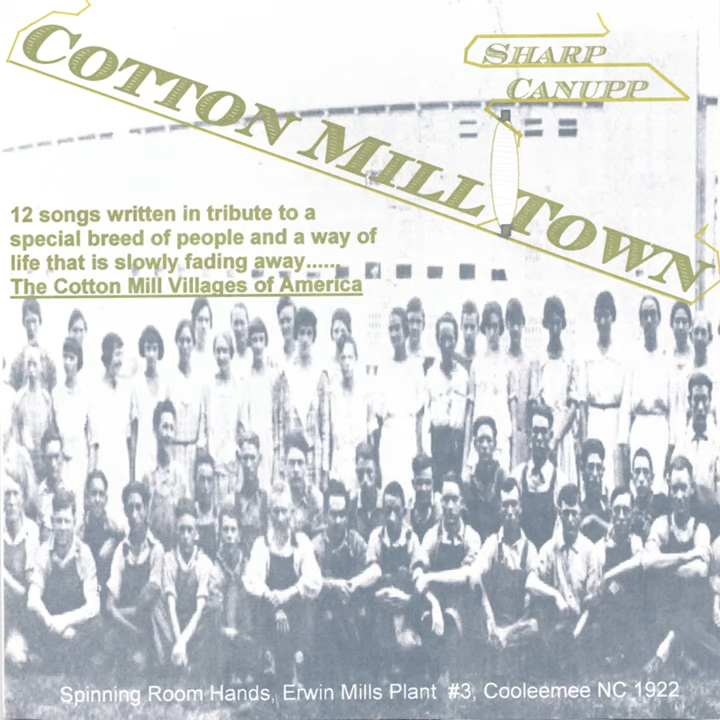 COTTON MILL TOWN
SHARP
CANUPP
12 songs written in tribute to a
special breed of people and a way of
life that is slowly fading away......
The Cotton Mill Villages of America
Spinning Room Hands, Erwin Mills Plant #3, Cooleemee NC 1922